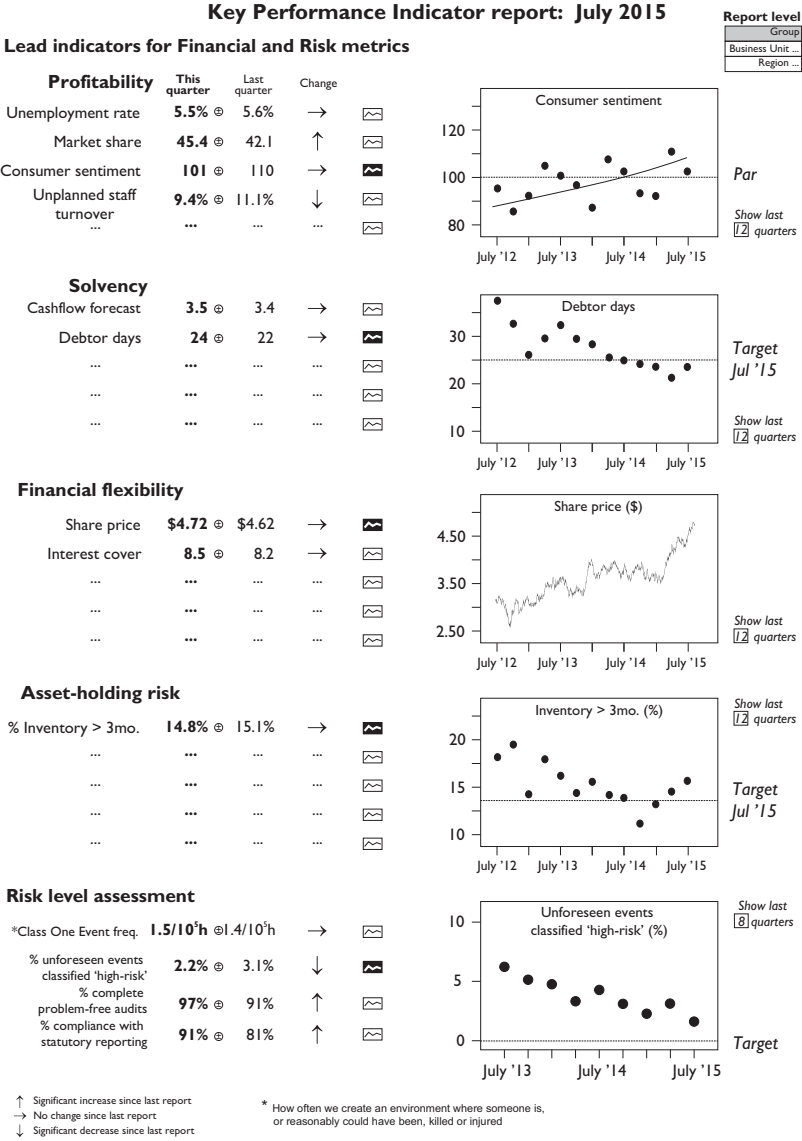 Key Performance Indicator report: July 2015
Report level
Group
Business Unit ...
Region ...
Lead indicators for Financial and Risk metrics
Profitability This quarter Last quarter Change
Unemployment rate 5.5% ± 5.6% →
Market share 45.4 ± 42.1 ↑
Consumer sentiment 101 ± 110 →
Unplanned staff turnover 9.4% ± 11.1% ↓
... ... ... ...
Consumer sentiment
120
100
80
July '12 July '13 July '14 July '15
Par
Show last
12 quarters
Solvency
Cashflow forecast 3.5 ± 3.4 →
Debtor days 24 ± 22 →
... ... ... ...
... ... ... ...
... ... ... ...
Debtor days
30
20
10
July '12 July '13 July '14 July '15
Target
Jul '15
Show last
12 quarters
Financial flexibility
Share price $4.72 ± $4.62 →
Interest cover 8.5 ± 8.2 →
... ... ... ...
... ... ... ...
... ... ... ...
Share price ($)
4.50
3.50
2.50
July '12 July '13 July '14 July '15
Show last
12 quarters
Asset-holding risk
% Inventory > 3mo. 14.8% ± 15.1% →
... ... ... ...
... ... ... ...
... ... ... ...
... ... ... ...
Inventory > 3mo. (%)
20
15
10
July '12 July '13 July '14 July '15
Show last
12 quarters
Target
Jul '15
Risk level assessment
*Class One Event freq. 1.5/10⁵h ± 1.4/10⁵h →
% unforeseen events classified ‘high-risk’ 2.2% ± 3.1% ↓
% complete problem-free audits 97% ± 91% ↑
% compliance with statutory reporting 91% ± 81% ↑
Unforeseen events
classified ‘high-risk’ (%)
10
5
0
July '13 July '14 July '15
Show last
8 quarters
Target
↑ Significant increase since last report
→ No change since last report
↓ Significant decrease since last report
* How often we create an environment where someone is,
or reasonably could have been, killed or injured